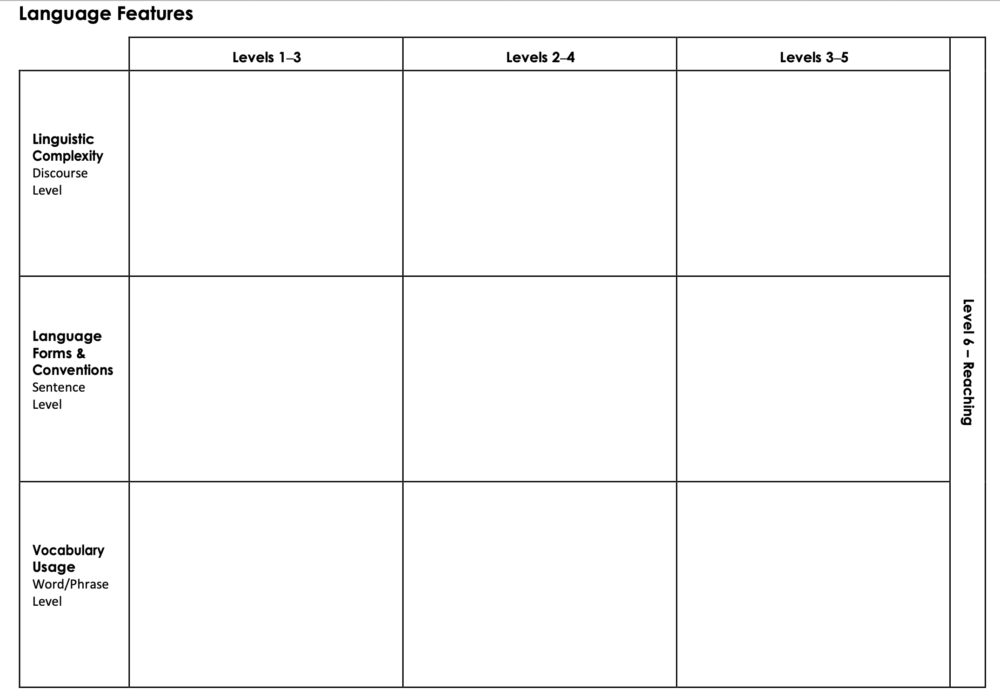 Language Features
Levels 1–3
Levels 2–4
Levels 3–5
Linguistic
Complexity
Discourse
Level
Language
Forms &
Conventions
Sentence
Level
Vocabulary
Usage
Word/Phrase
Level
Level 6 – Reaching